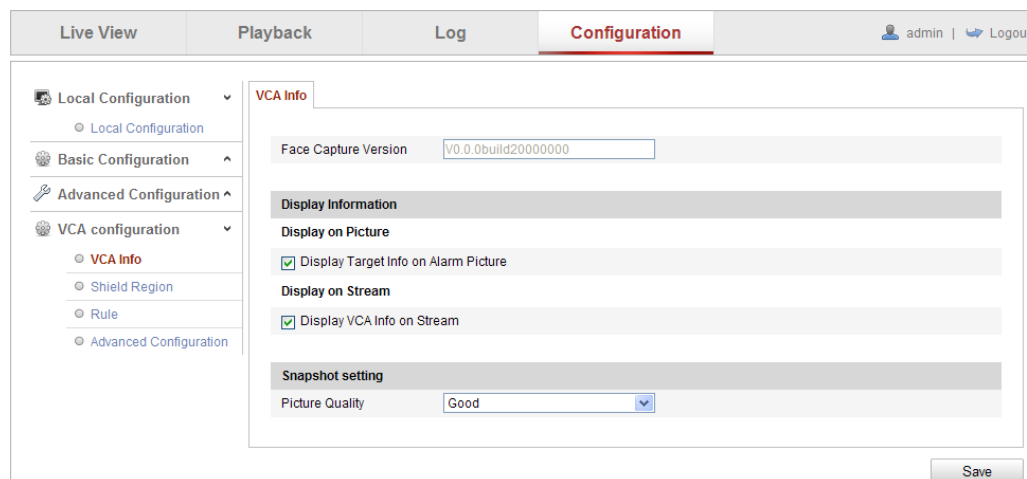 Live View Playback Log Configuration admin | Logou
Local Configuration
Local Configuration
Basic Configuration
Advanced Configuration
VCA configuration
VCA Info
Shield Region
Rule
Advanced Configuration
VCA Info
Face Capture Version V0.0.0build20000000
Display Information
Display on Picture
Display Target Info on Alarm Picture
Display on Stream
Display VCA Info on Stream
Snapshot setting
Picture Quality Good
Save